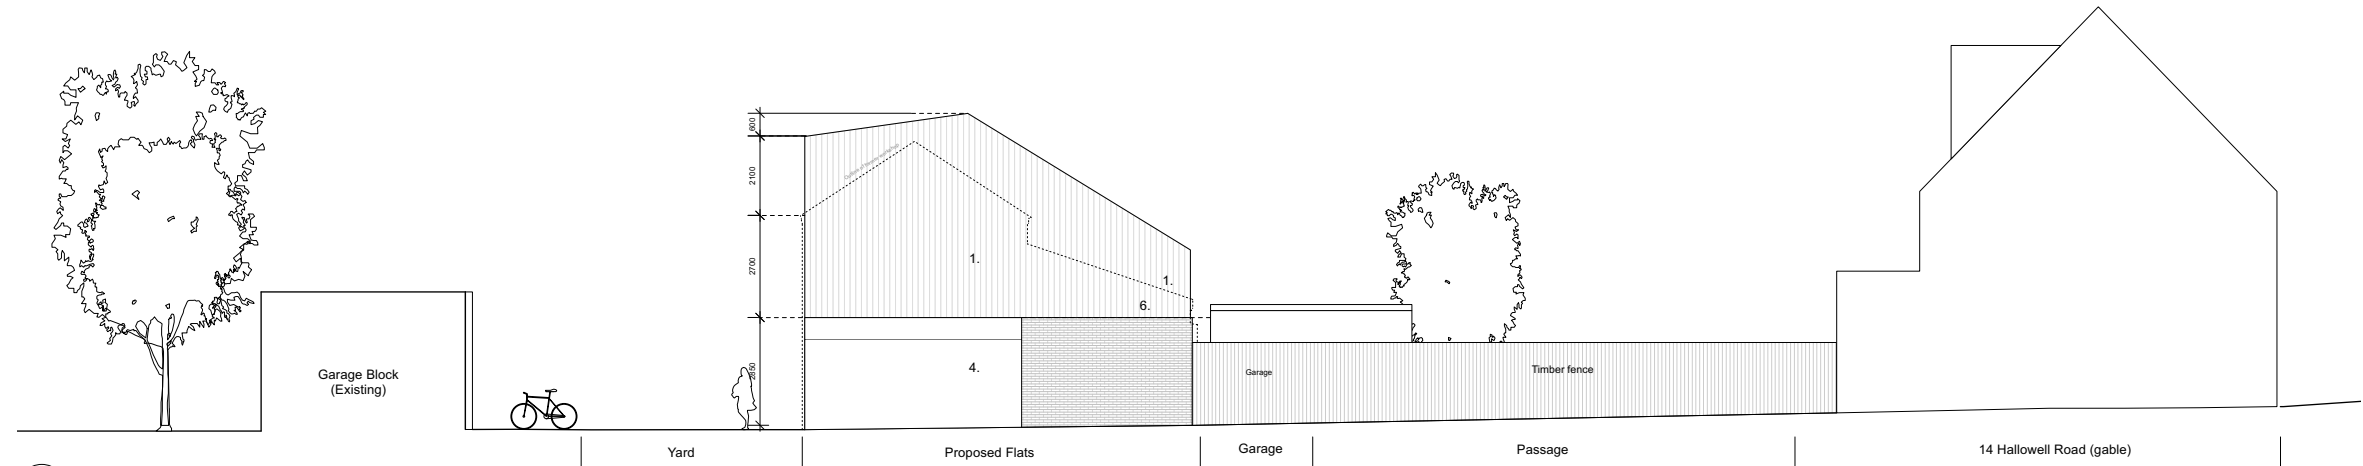 600
2100
2700
2850
1.
1.
6.
4.
Garage Block
(Existing)
Garage
Timber fence
Yard
Proposed Flats
Garage
Passage
14 Hallowell Road (gable)